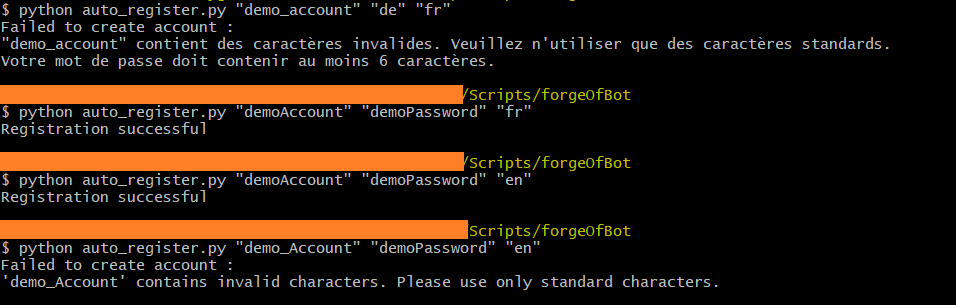 $ python auto_register.py "demo_account" "de" "fr"
Failed to create account :
"demo_account" contient des caractères invalides. Veuillez n'utiliser que des caractères standards.
Votre mot de passe doit contenir au moins 6 caractères.
/Scripts/forgeOfBot
$ python auto_register.py "demoAccount" "demoPassword" "fr"
Registration successful
/Scripts/forgeOfBot
$ python auto_register.py "demoAccount" "demoPassword" "en"
Registration successful
Scripts/forgeOfBot
$ python auto_register.py "demo_Account" "demoPassword" "en"
Failed to create account :
'demo_Account' contains invalid characters. Please use only standard characters.